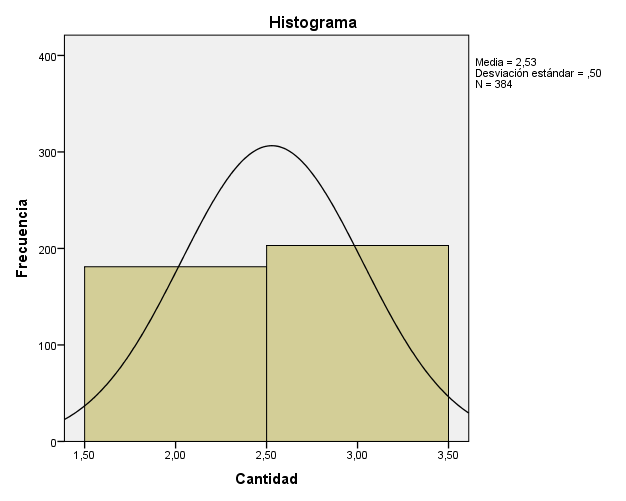 Histograma
Media = 2,53
Desviación estándar = ,50
N = 384
400
300
200
100
0
Frecuencia
1,50 2,00 2,50 3,00 3,50
Cantidad